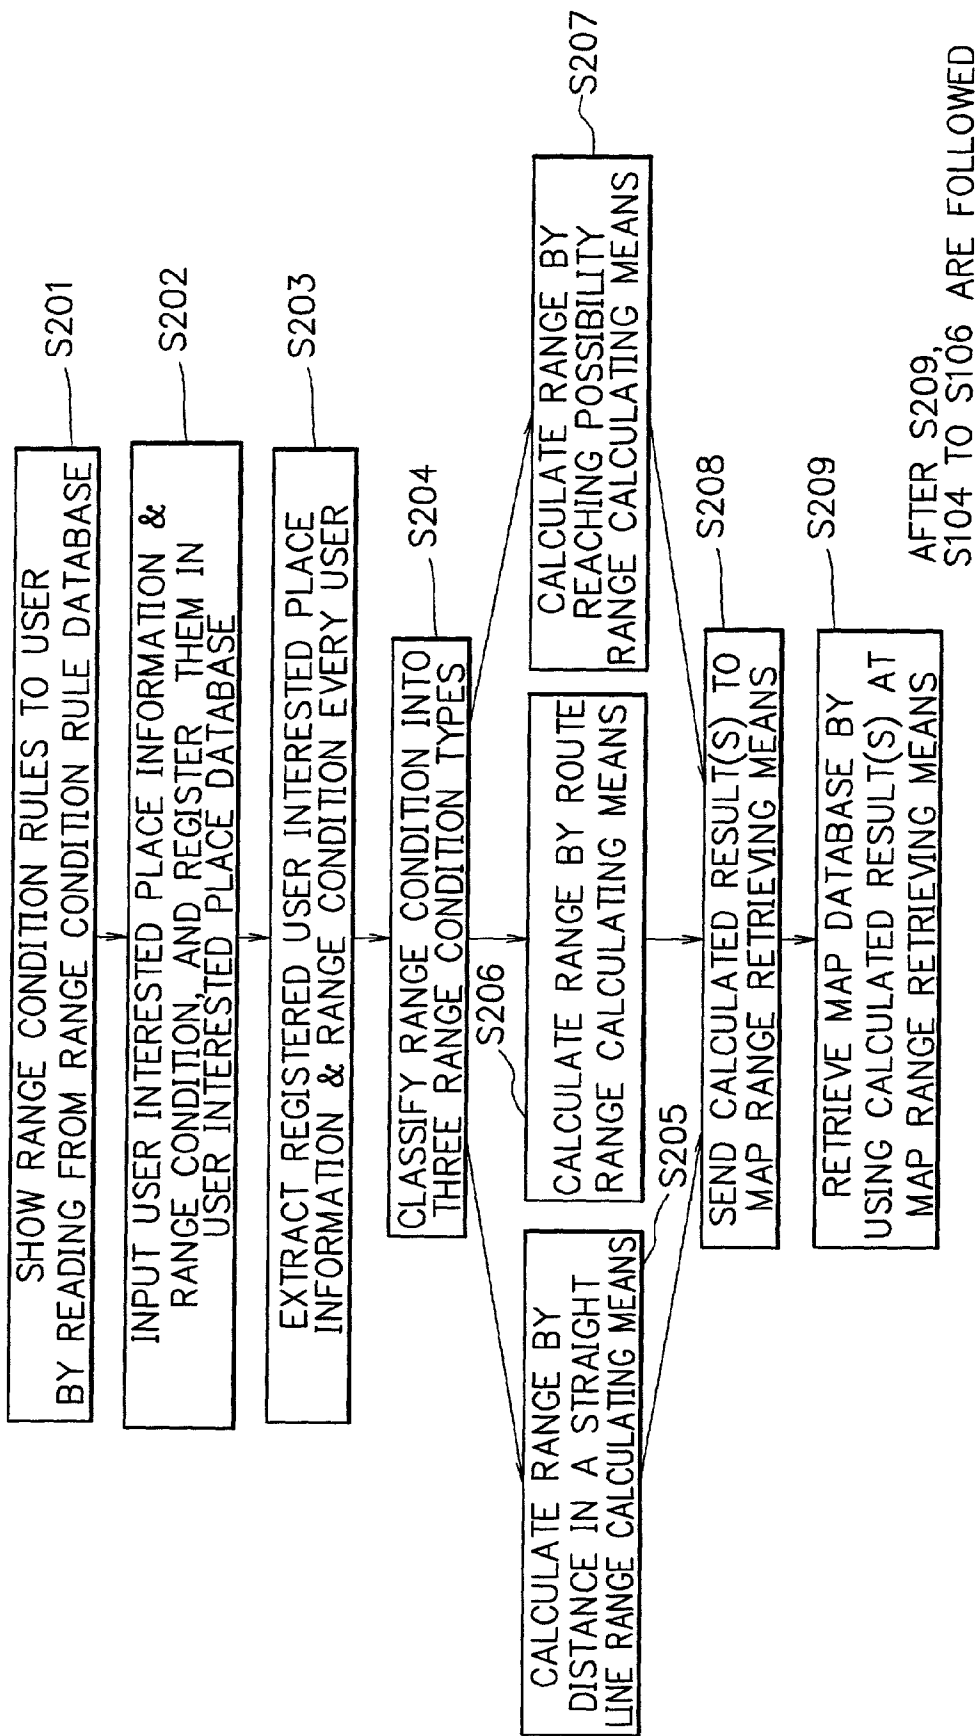 SHOW RANGE CONDITION RULES TO USER
BY READING FROM RANGE CONDITION RULE DATABASE
S201
INPUT USER INTERESTED PLACE INFORMATION &
RANGE CONDITION, AND REGISTER THEM IN
USER INTERESTED PLACE DATABASE
S202
EXTRACT REGISTERED USER INTERESTED PLACE
INFORMATION & RANGE CONDITION EVERY USER
S203
CLASSIFY RANGE CONDITION INTO
THREE RANGE CONDITION TYPES
S204
CALCULATE RANGE BY
DISTANCE IN A STRAIGHT
LINE RANGE CALCULATING MEANS
S205
S206
CALCULATE RANGE BY ROUTE
RANGE CALCULATING MEANS
CALCULATE RANGE BY
REACHING POSSIBILITY
RANGE CALCULATING MEANS
S207
SEND CALCULATED RESULT(S) TO
MAP RANGE RETRIEVING MEANS
S208
RETRIEVE MAP DATABASE BY
USING CALCULATED RESULT(S) AT
MAP RANGE RETRIEVING MEANS
S209
AFTER S209,
S104 TO S106 ARE FOLLOWED